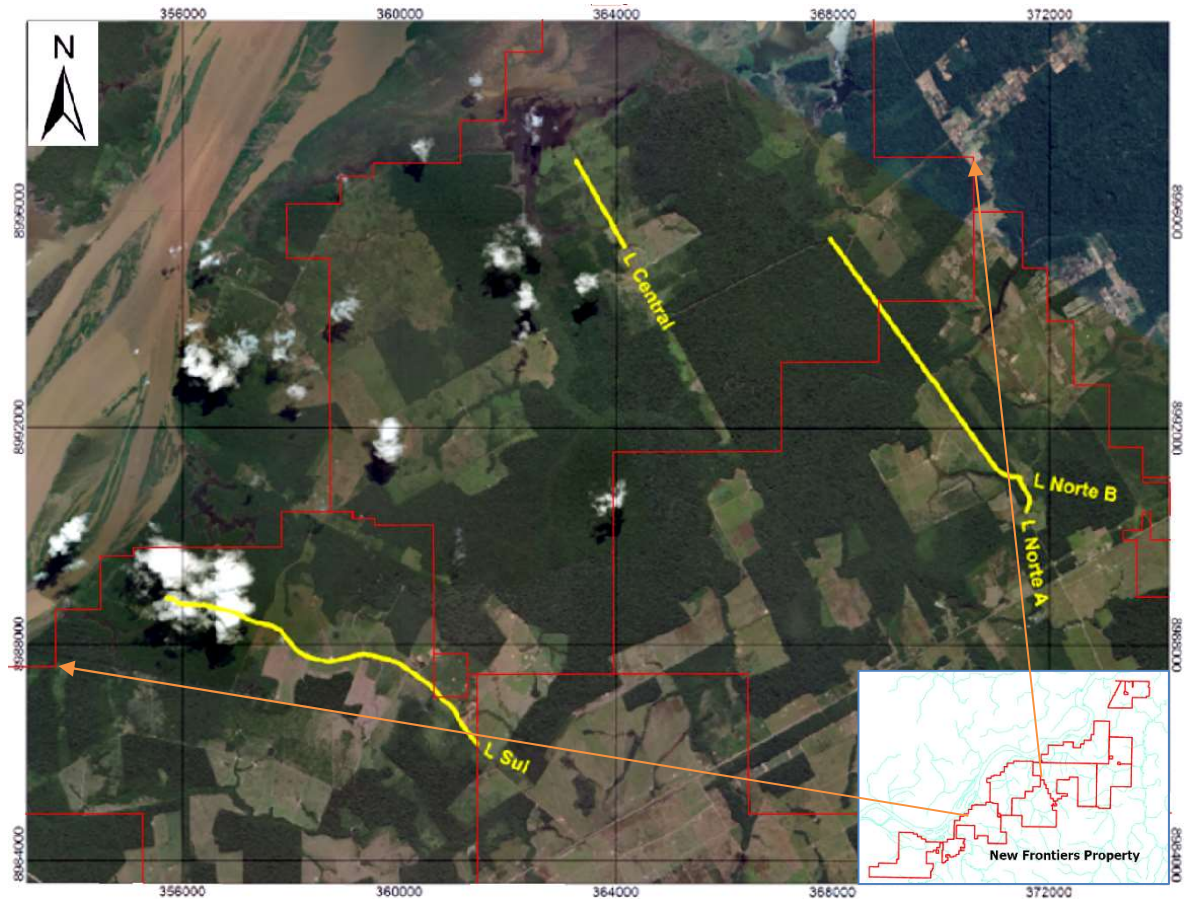 356000 360000 364000 368000 372000
N
8996000 8996000
L Central
8992000 8992000
L Norte B
L Norte A
8988000 8988000
L Sul
New Frontiers Property
8984000 8984000
356000 360000 364000 368000 372000